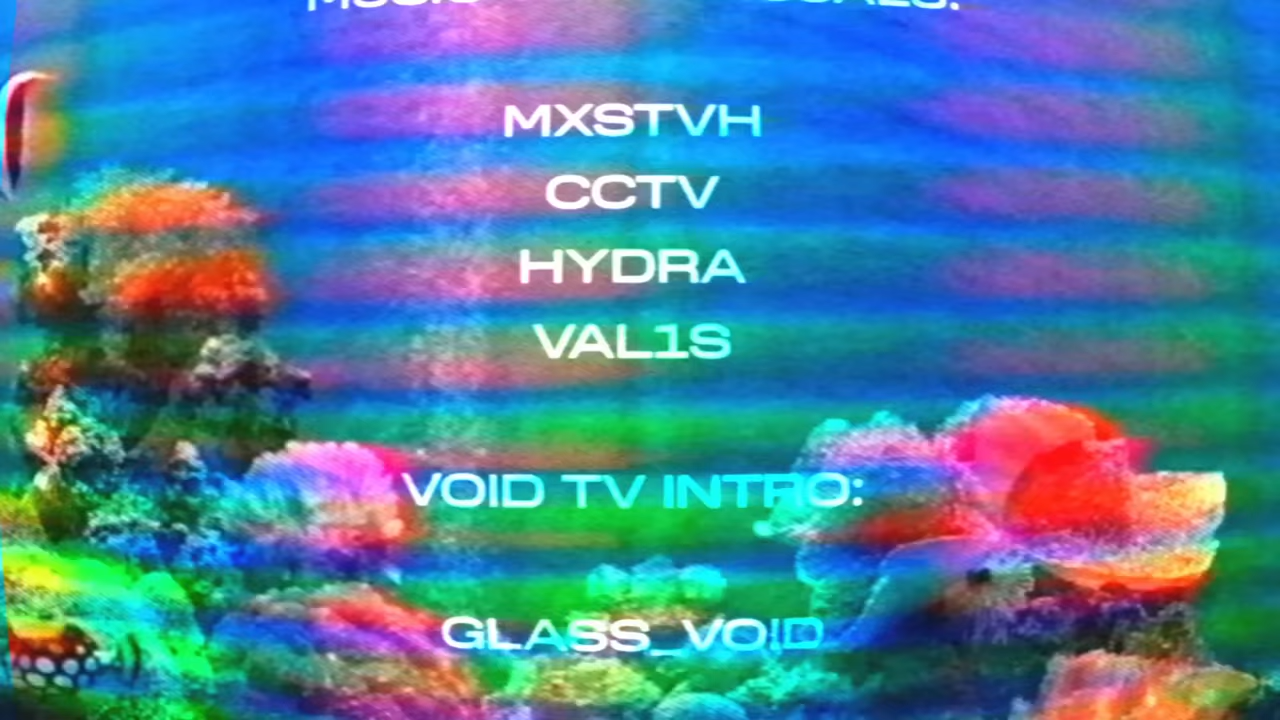 MXSTVH
CCTV
HYDRA
VAL1S
VOID TV INTRO:
GLASS_VOID